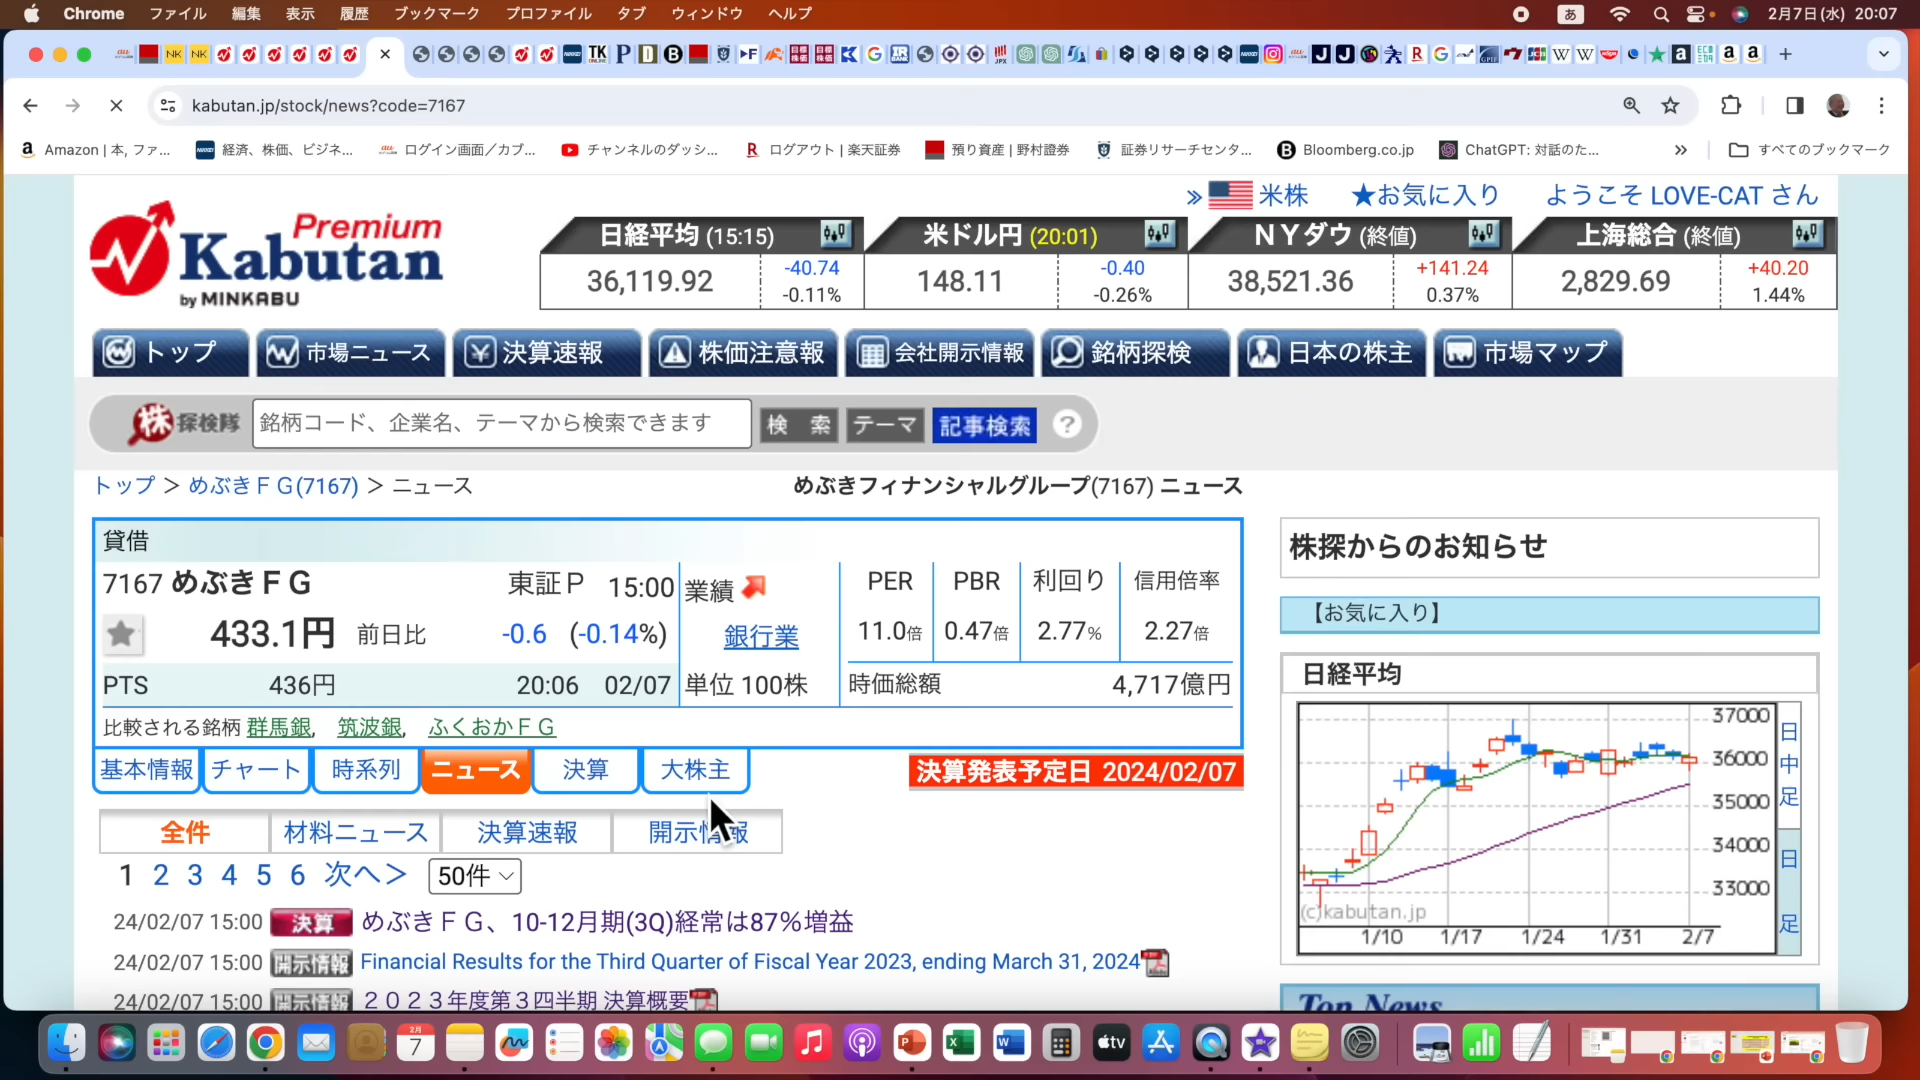 Chrome ファイル 編集 表示 履歴 ブックマーク プロファイル タブ ウィンドウ ヘルプ あ 2月7日(水) 20:07
kabutan.jp/stock/news?code=7167
Amazon | 本, ファ... 経済、株価、ビジネ... ログイン画面／カブ... チャンネルのダッシ... ログアウト | 楽天証券 預り資産 | 野村證券 証券リサーチセンタ... Bloomberg.co.jp ChatGPT: 対話のた... » すべてのブックマーク
» 米株 ★お気に入り ようこそ LOVE-CAT さん
Premium
Kabutan
by MINKABU
日経平均 (15:15) 米ドル円 (20:01) ＮＹダウ (終値) 上海総合 (終値)
36,119.92 -40.74 -0.11% 148.11 -0.40 -0.26% 38,521.36 +141.24 0.37% 2,829.69 +40.20 1.44%
トップ 市場ニュース 決算速報 株価注意報 会社開示情報 銘柄探検 日本の株主 市場マップ
株 探検隊 銘柄コード、企業名、テーマから検索できます 検 索 テーマ 記事検索 ?
トップ > めぶきＦＧ(7167) > ニュース めぶきフィナンシャルグループ(7167) ニュース
貸借
7167 めぶきＦＧ 東証Ｐ 15:00 業績
433.1円 前日比 -0.6 (-0.14%) 銀行業
PER PBR 利回り 信用倍率
11.0倍 0.47倍 2.77% 2.27倍
PTS 436円 20:06 02/07 単位 100株 時価総額 4,717億円
比較される銘柄 群馬銀, 筑波銀, ふくおかＦＧ
基本情報 チャート 時系列 ニュース 決算 大株主 決算発表予定日 2024/02/07
全件 材料ニュース 決算速報 開示情報
1 2 3 4 5 6 次へ＞ 50件
24/02/07 15:00 決算 めぶきＦＧ、10-12月期(3Q)経常は87％増益
24/02/07 15:00 開示情報 Financial Results for the Third Quarter of Fiscal Year 2023, ending March 31, 2024
24/02/07 15:00 開示情報 ２０２３年度第３四半期 決算概要
株探からのお知らせ
【お気に入り】
日経平均
37000
36000
35000
34000
33000
(c)kabutan.jp
1/10 1/17 1/24 1/31 2/7
日
中
足
日
足
Top News
2月
7
tv